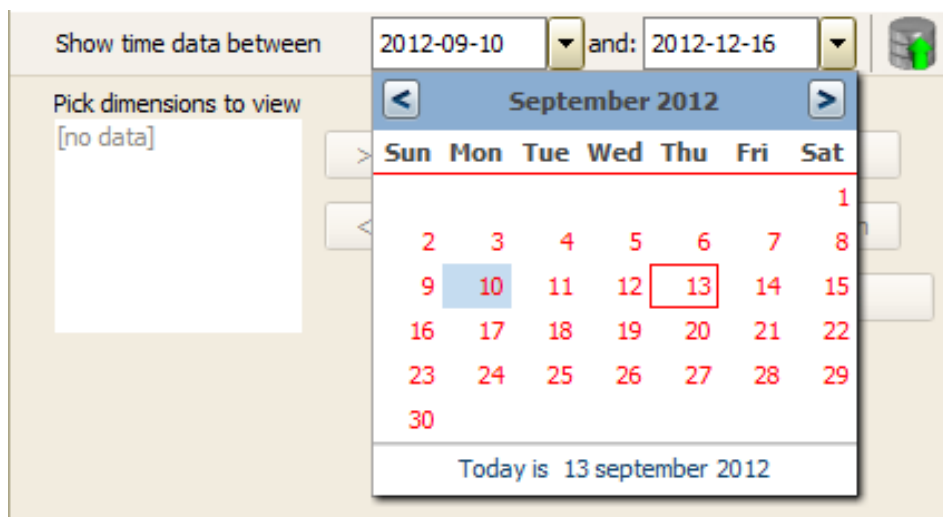 Show time data between 2012-09-10 and: 2012-12-16
Pick dimensions to view
[no data]
> <
September 2012
Sun Mon Tue Wed Thu Fri Sat
1
2 3 4 5 6 7 8
9 10 11 12 13 14 15
16 17 18 19 20 21 22
23 24 25 26 27 28 29
30
Today is 13 september 2012